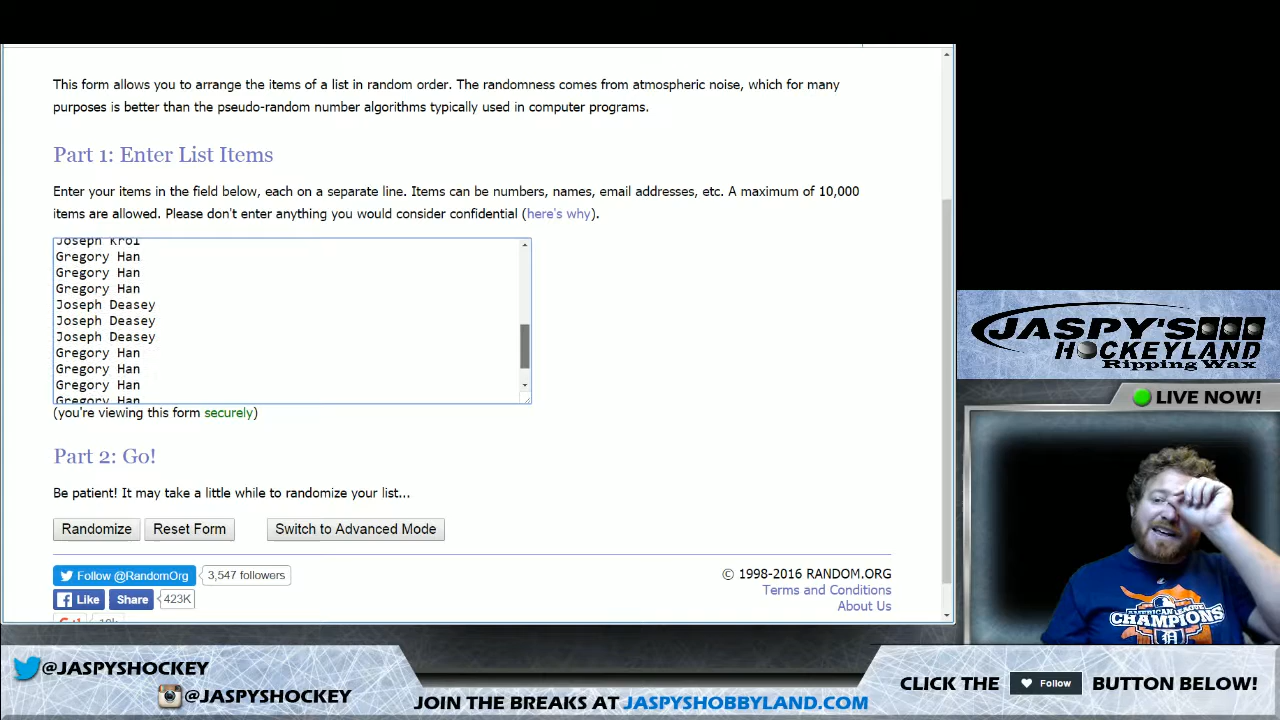 This form allows you to arrange the items of a list in random order. The randomness comes from atmospheric noise, which for many
purposes is better than the pseudo-random number algorithms typically used in computer programs.
Part 1: Enter List Items
Enter your items in the field below, each on a separate line. Items can be numbers, names, email addresses, etc. A maximum of 10,000
items are allowed. Please don't enter anything you would consider confidential (here's why).
Joseph Krol
Gregory Han
Gregory Han
Gregory Han
Joseph Deasey
Joseph Deasey
Joseph Deasey
Gregory Han
Gregory Han
Gregory Han
Gregory Han
(you're viewing this form securely)
Part 2: Go!
Be patient! It may take a little while to randomize your list...
Randomize Reset Form Switch to Advanced Mode
Follow @RandomOrg 3,547 followers
Like Share 423K
© 1998-2016 RANDOM.ORG
Terms and Conditions
About Us
JASPY'S
HOCKEYLAND
Ripping Wax
LIVE NOW!
AMERICAN LEAGUE
CHAMPIONS
@JASPYSHOCKEY
@JASPYSHOCKEY
JOIN THE BREAKS AT JASPYSHOBBYLAND.COM
CLICK THE Follow BUTTON BELOW!